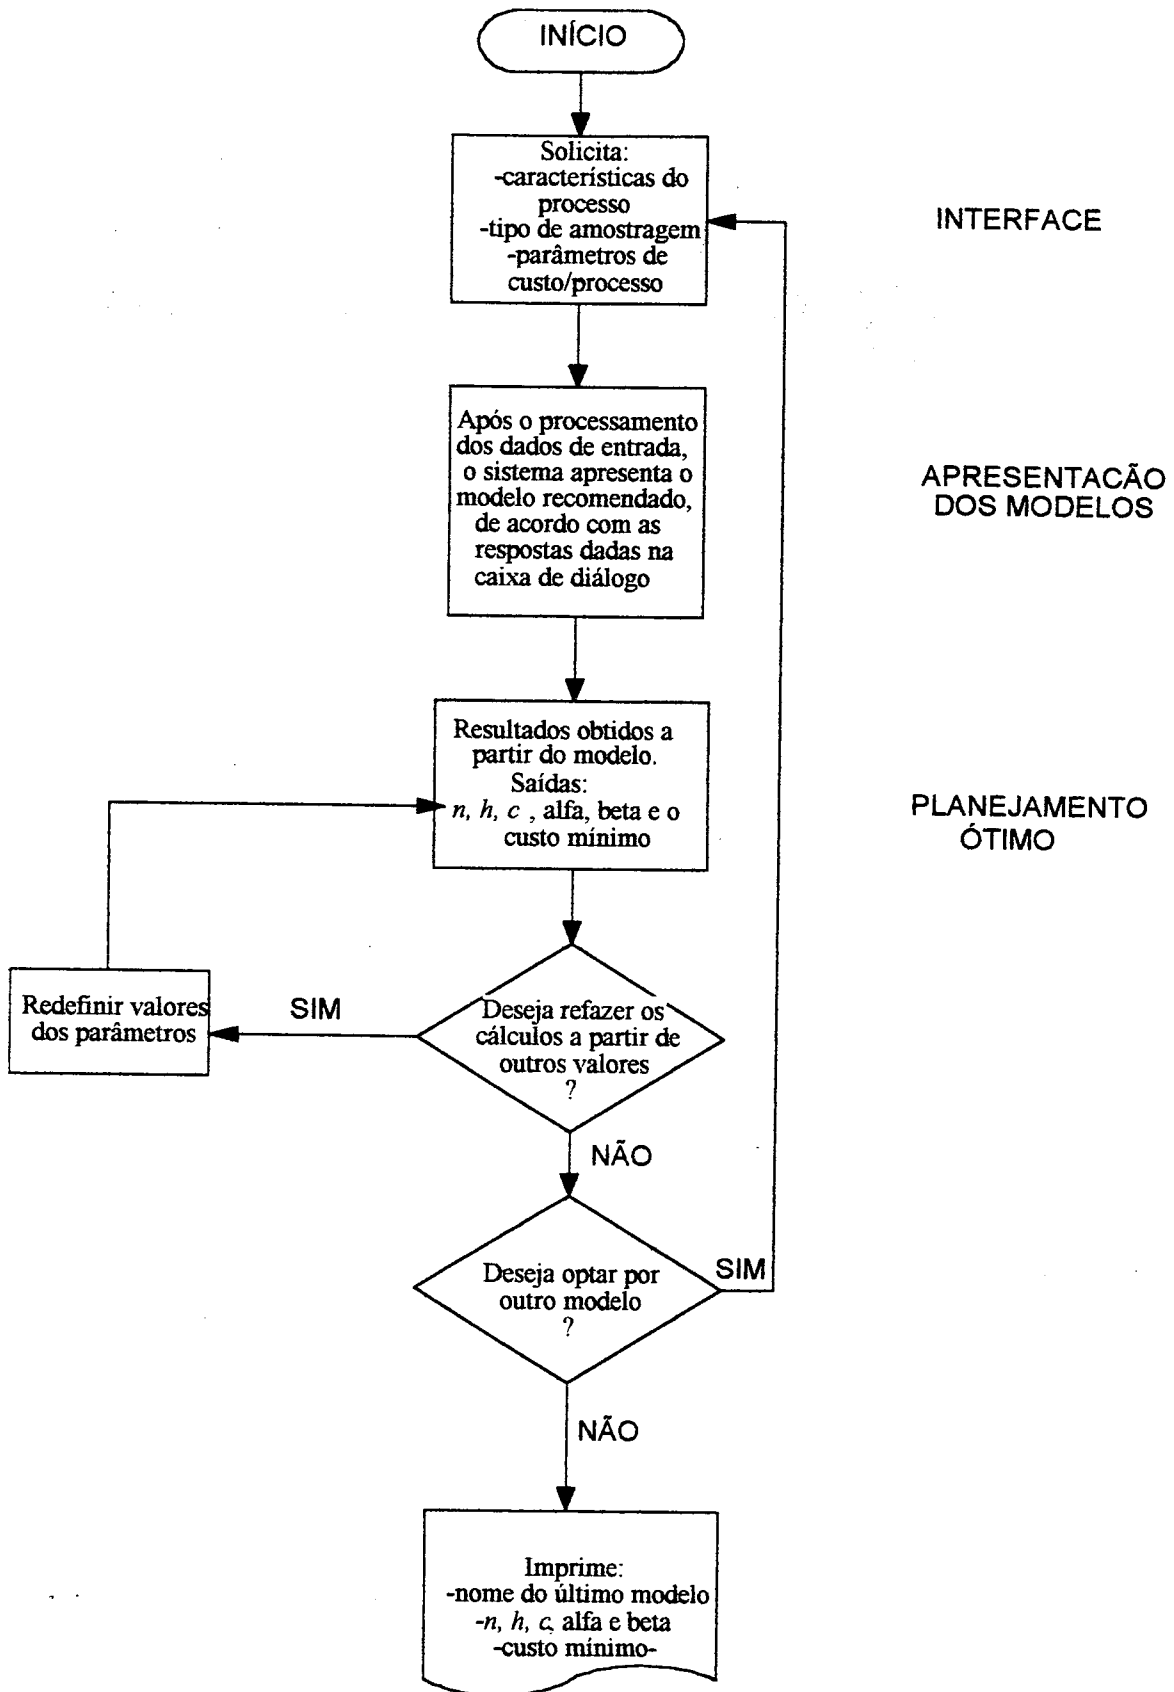 INÍCIO
Solicita:
-características do
processo
-tipo de amostragem
-parâmetros de
custo/processo
INTERFACE
Após o processamento
dos dados de entrada,
o sistema apresenta o
modelo recomendado,
de acordo com as
respostas dadas na
caixa de diálogo
APRESENTACÃO
DOS MODELOS
Resultados obtidos a
partir do modelo.
Saídas:
n, h, c , alfa, beta e o
custo mínimo
PLANEJAMENTO
ÓTIMO
Redefinir valores
dos parâmetros
SIM
Deseja refazer os
cálculos a partir de
outros valores
?
NÃO
Deseja optar por
outro modelo
?
SIM
NÃO
Imprime:
-nome do último modelo
-n, h, c, alfa e beta
-custo mínimo-